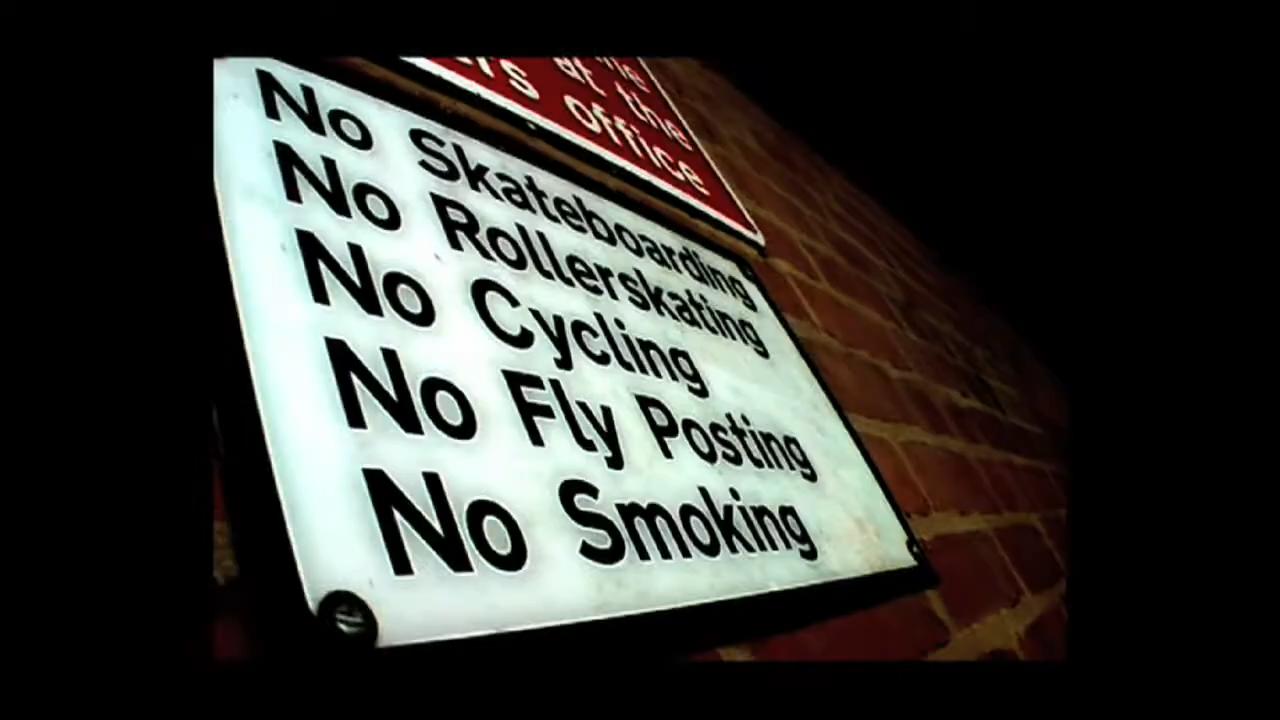 at the
office
No Skateboarding
No Rollerskating
No Cycling
No Fly Posting
No Smoking